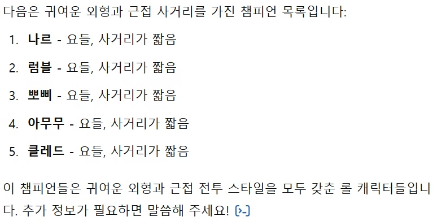 다음은 귀여운 외형과 근접 사거리를 가진 챔피언 목록입니다:
1. 나르 - 요들, 사거리가 짧음
2. 럼블 - 요들, 사거리가 짧음
3. 뽀삐 - 요들, 사거리가 짧음
4. 아무무 - 요들, 사거리가 짧음
5. 클레드 - 요들, 사거리가 짧음
이 챔피언들은 귀여운 외형과 근접 전투 스타일을 모두 갖춘 롤 캐릭터들입니
다. 추가 정보가 필요하면 말씀해 주세요! [>-]